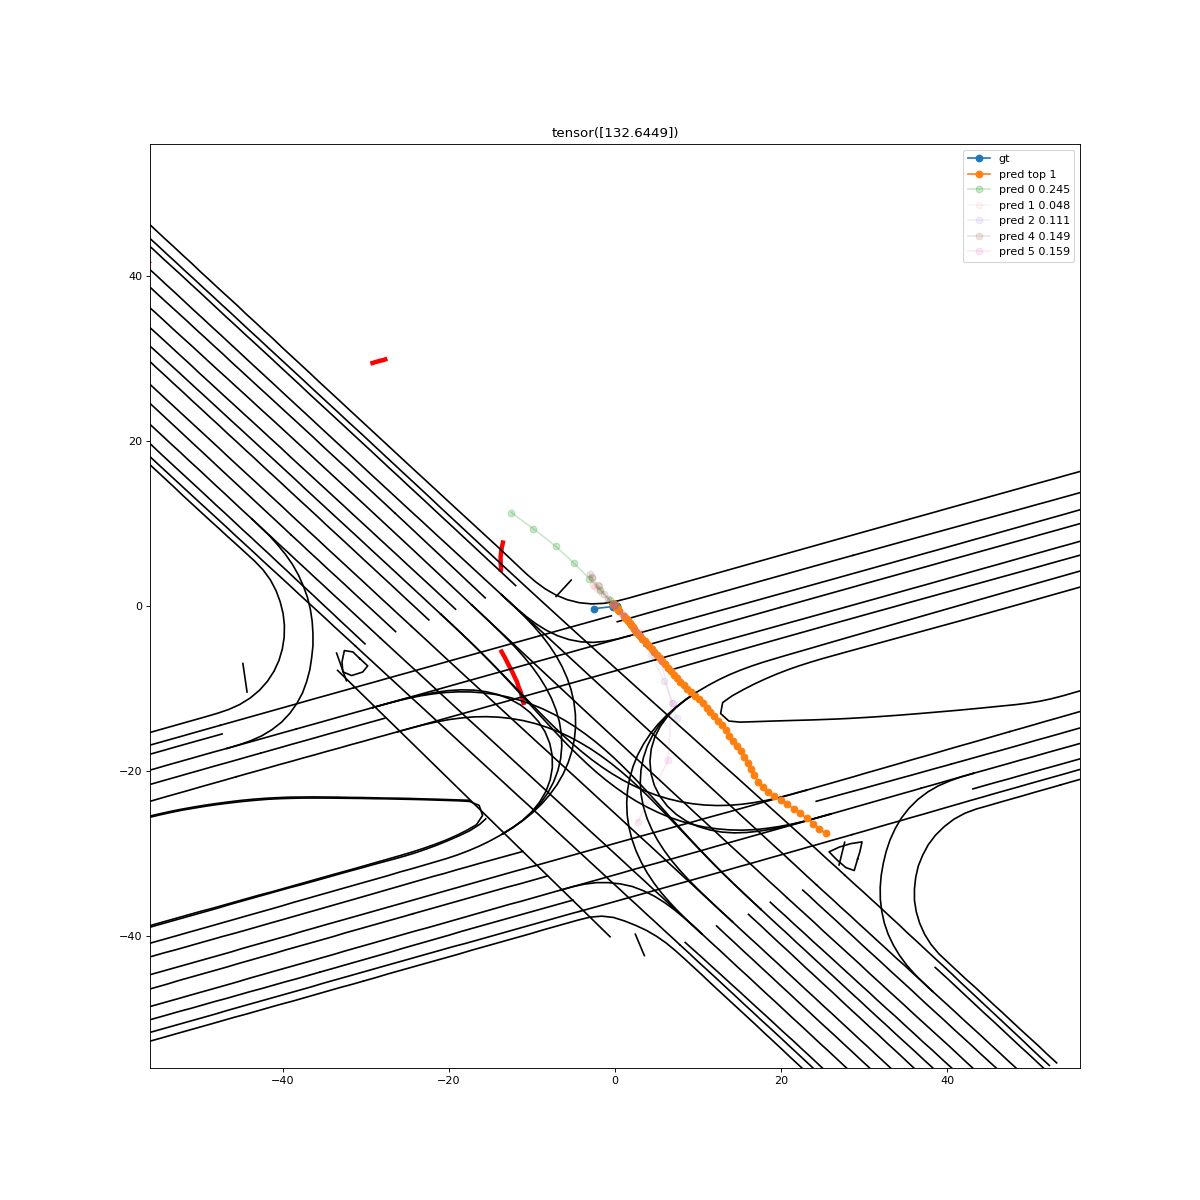 tensor([132.6449])
gt
pred top 1
pred 0 0.245
pred 1 0.048
pred 2 0.111
pred 4 0.149
pred 5 0.159
40
20
0
−20
−40
−40
−20
0
20
40